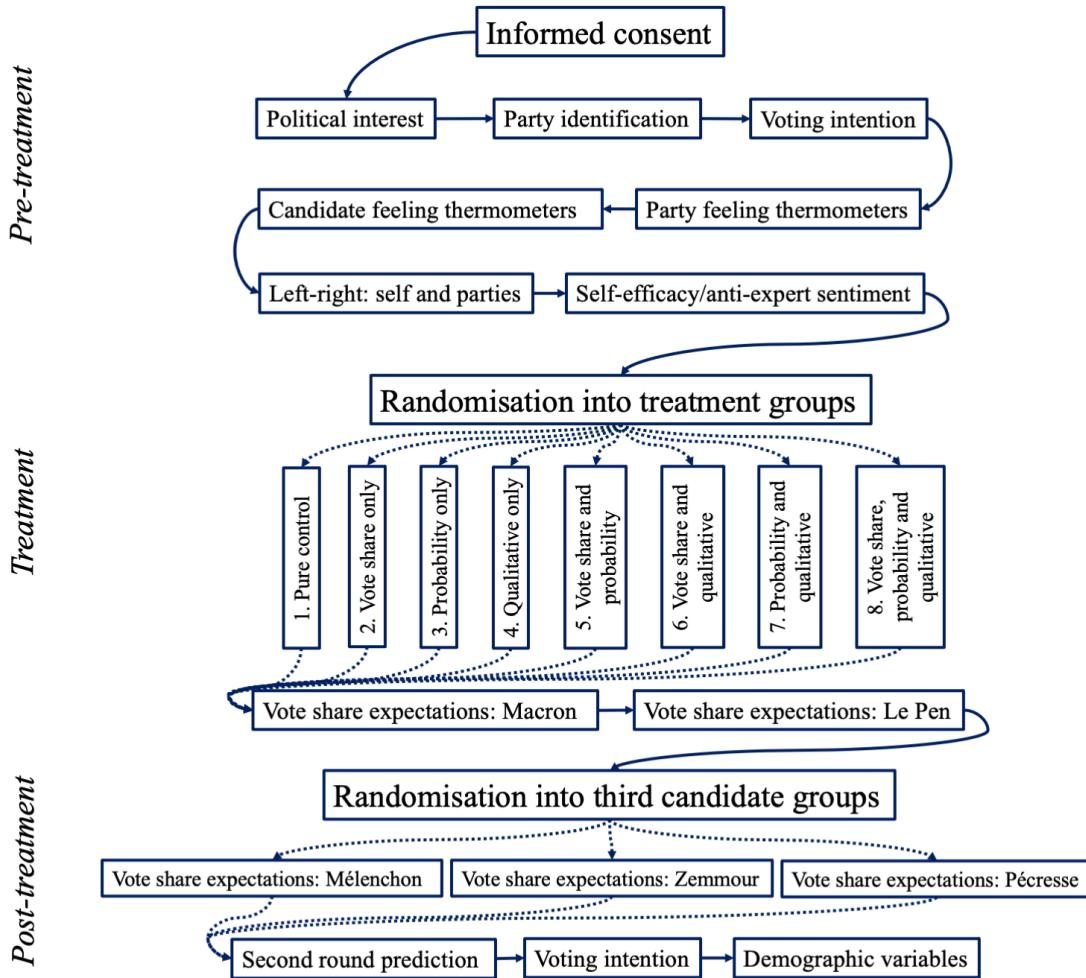 Informed consent
Pre-treatment
Political interest
Party identification
Voting intention
Candidate feeling thermometers
Party feeling thermometers
Left-right: self and parties
Self-efficacy/anti-expert sentiment
Randomisation into treatment groups
Treatment
1. Pure control
2. Vote share only
3. Probability only
4. Qualitative only
5. Vote share and
probability
6. Vote share and
qualitative
7. Probability and
qualitative
8. Vote share,
probability and
qualitative
Vote share expectations: Macron
Vote share expectations: Le Pen
Post-treatment
Randomisation into third candidate groups
Vote share expectations: Mélenchon
Vote share expectations: Zemmour
Vote share expectations: Pécresse
Second round prediction
Voting intention
Demographic variables